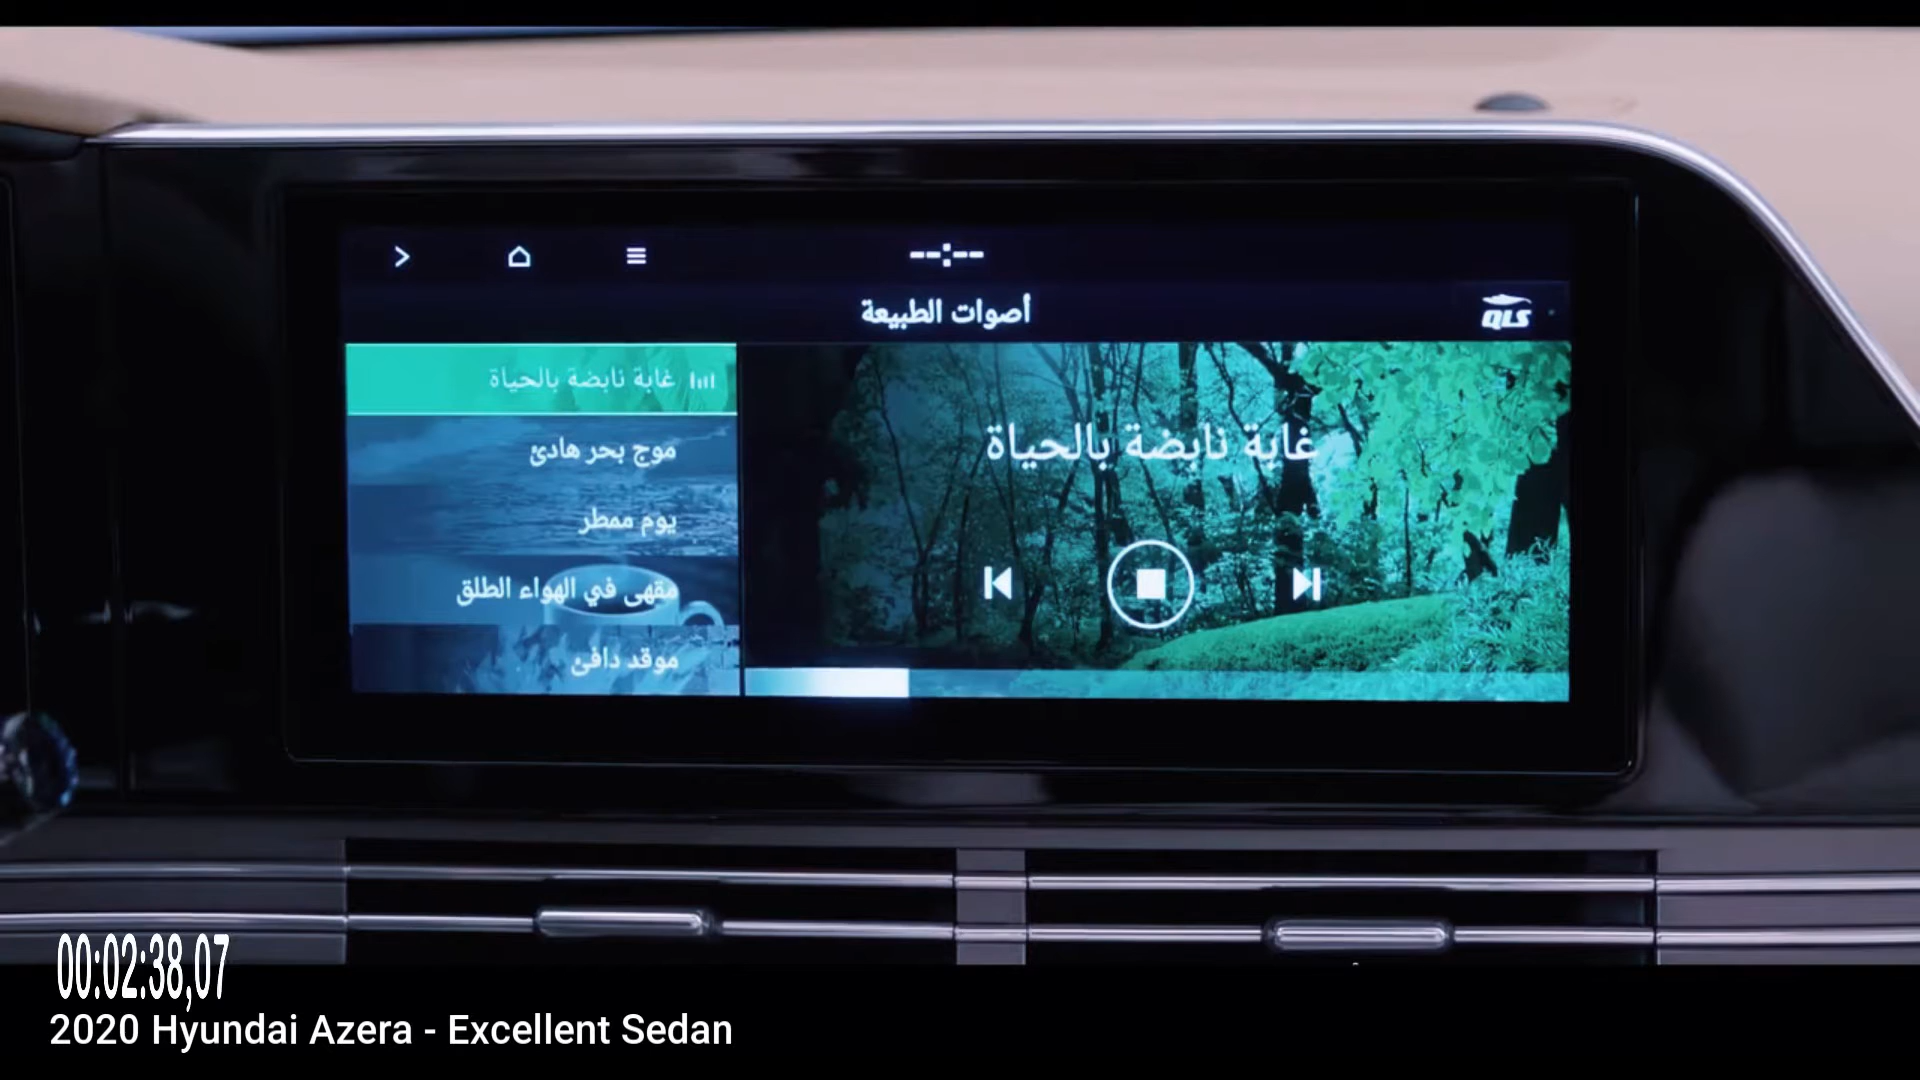 --:--
أصوات الطبيعة
QLS
غابة نابضة بالحياة
موج بحر هادئ
يوم ممطر
مقهى في الهواء الطلق
موقد دافئ
غابة نابضة بالحياة
00:02:38,07
2020 Hyundai Azera - Excellent Sedan